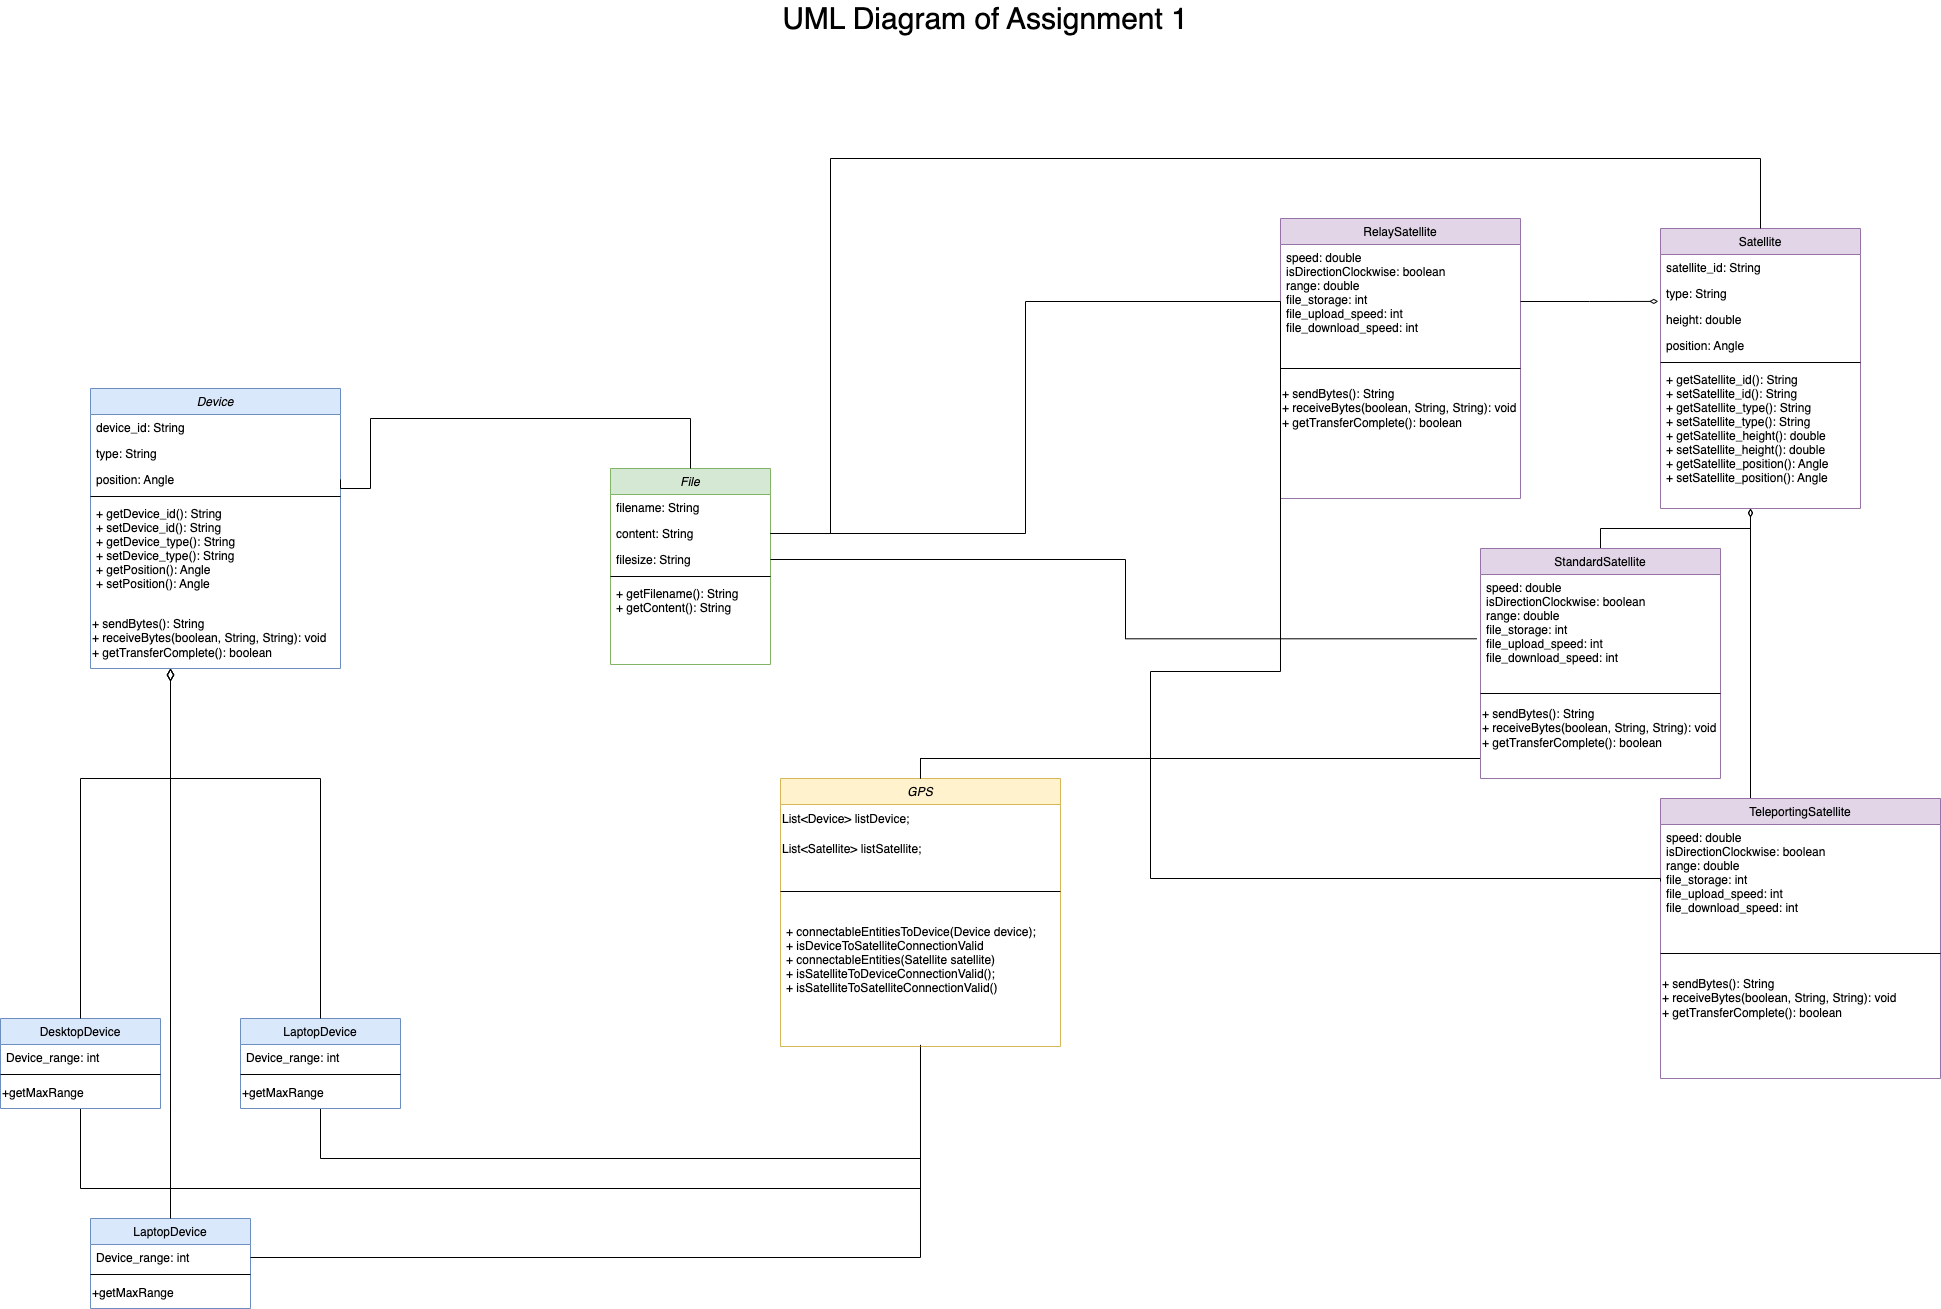 UML Diagram of Assignment 1
RelaySatellite
speed: double
isDirectionClockwise: boolean
range: double
file_storage: int
file_upload_speed: int
file_download_speed: int
+ sendBytes(): String
+ receiveBytes(boolean, String, String): void
+ getTransferComplete(): boolean
Satellite
satellite_id: String
type: String
height: double
position: Angle
+ getSatellite_id(): String
+ setSatellite_id(): String
+ getSatellite_type(): String
+ setSatellite_type(): String
+ getSatellite_height(): double
+ setSatellite_height(): double
+ getSatellite_position(): Angle
+ setSatellite_position(): Angle
Device
device_id: String
type: String
position: Angle
+ getDevice_id(): String
+ setDevice_id(): String
+ getDevice_type(): String
+ setDevice_type(): String
+ getPosition(): Angle
+ setPosition(): Angle
+ sendBytes(): String
+ receiveBytes(boolean, String, String): void
+ getTransferComplete(): boolean
File
filename: String
content: String
filesize: String
+ getFilename(): String
+ getContent(): String
StandardSatellite
speed: double
isDirectionClockwise: boolean
range: double
file_storage: int
file_upload_speed: int
file_download_speed: int
+ sendBytes(): String
+ receiveBytes(boolean, String, String): void
+ getTransferComplete(): boolean
GPS
List<Device> listDevice;
List<Satellite> listSatellite;
+ connectableEntitiesToDevice(Device device);
+ isDeviceToSatelliteConnectionValid
+ connectableEntities(Satellite satellite)
+ isSatelliteToDeviceConnectionValid();
+ isSatelliteToSatelliteConnectionValid()
TeleportingSatellite
speed: double
isDirectionClockwise: boolean
range: double
file_storage: int
file_upload_speed: int
file_download_speed: int
+ sendBytes(): String
+ receiveBytes(boolean, String, String): void
+ getTransferComplete(): boolean
DesktopDevice
Device_range: int
+getMaxRange
LaptopDevice
Device_range: int
+getMaxRange
LaptopDevice
Device_range: int
+getMaxRange